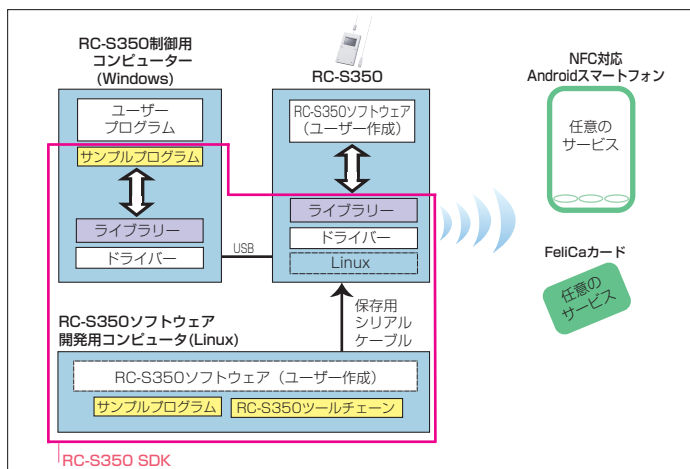 RC-S350制御用
コンピューター
(Windows)
ユーザー
プログラム
サンプルプログラム
ライブラリー
ドライバー
USB
RC-S350
RC-S350ソフトウェア
（ユーザー作成）
ライブラリー
ドライバー
Linux
保存用
シリアル
ケーブル
NFC対応
Androidスマートフォン
任意の
サービス
FeliCaカード
任意の
サービス
RC-S350ソフトウェア
開発用コンピュータ(Linux)
RC-S350ソフトウェア（ユーザー作成）
サンプルプログラム
RC-S350ツールチェーン
RC-S350 SDK